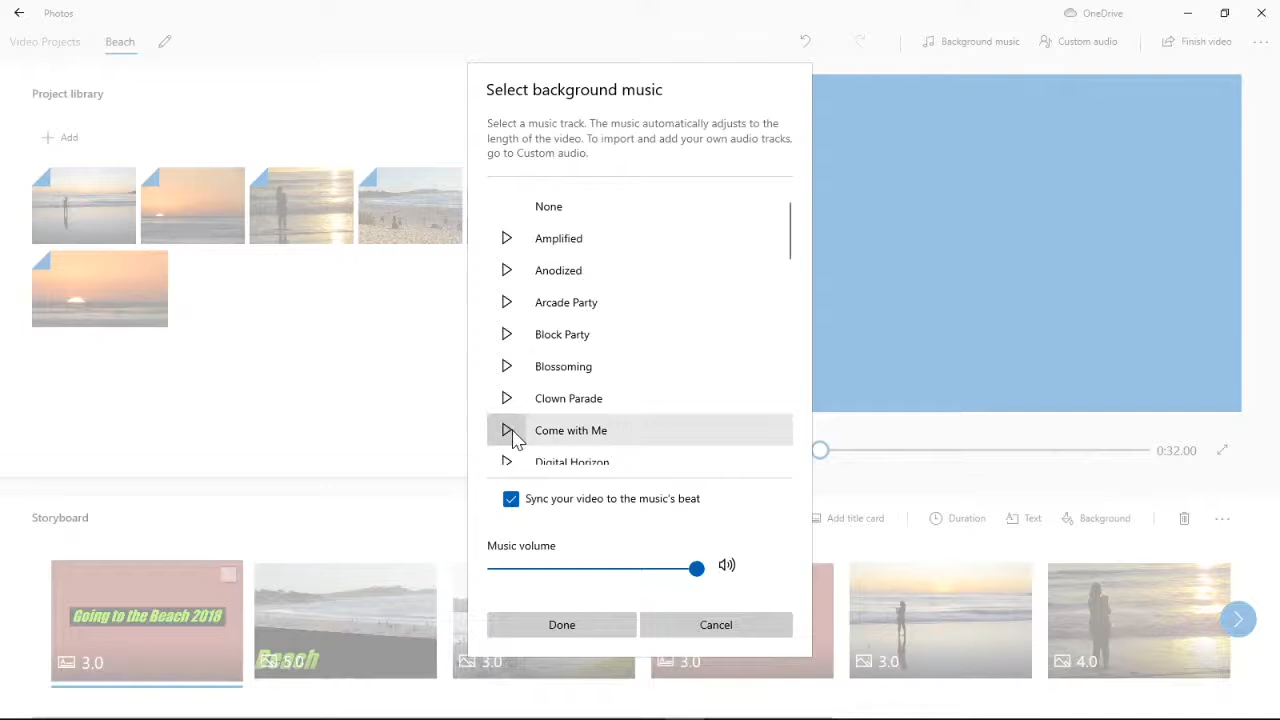 Photos
OneDrive
Video Projects
Beach
Background music
Custom audio
Finish video
Project library
Add
Select background music
Select a music track. The music automatically adjusts to the
length of the video. To import and add your own audio tracks,
go to Custom audio.
None
Amplified
Anodized
Arcade Party
Block Party
Blossoming
Clown Parade
Come with Me
Digital Horizon
Sync your video to the music's beat
Music volume
Done
Cancel
0:32.00
Storyboard
Add title card
Duration
Text
Background
Going to the Beach 2018
Beach
3.0
5.0
3.0
3.0
3.0
4.0